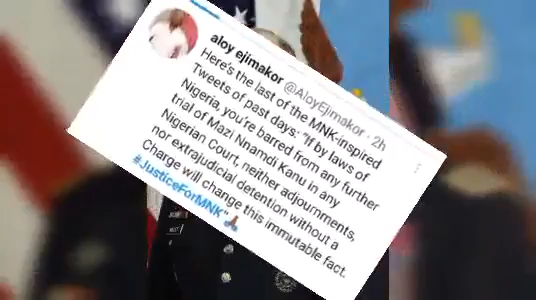 aloy ejimakor @AloyEjimakor · 2h
Here's the last of the MNK-inspired
Tweets of past days: "If by laws of
Nigeria, you're barred from any further
trial of Mazi Nnamdi Kanu in any
Nigerian Court, neither adjournments,
nor extrajudicial detention without a
Charge will change this immutable fact.
#JusticeForMNK"